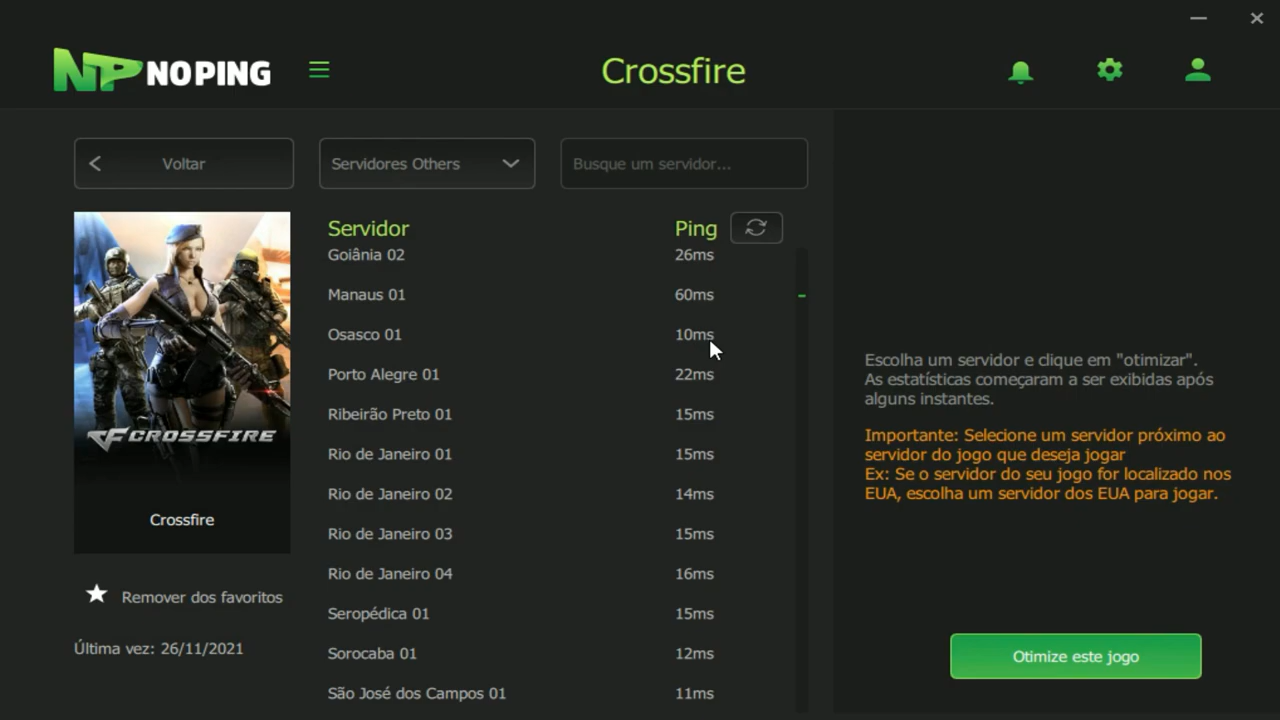 NP NOPING
Crossfire
Voltar
Servidores Others
Busque um servidor...
Servidor Ping
Goiânia 02 26ms
Manaus 01 60ms
Osasco 01 10ms
Porto Alegre 01 22ms
Ribeirão Preto 01 15ms
Rio de Janeiro 01 15ms
Rio de Janeiro 02 14ms
Rio de Janeiro 03 15ms
Rio de Janeiro 04 16ms
Seropédica 01 15ms
Sorocaba 01 12ms
São José dos Campos 01 11ms
CF CROSSFIRE
Crossfire
Remover dos favoritos
Última vez: 26/11/2021
Escolha um servidor e clique em "otimizar".
As estatísticas começaram a ser exibidas após
alguns instantes.
Importante: Selecione um servidor próximo ao
servidor do jogo que deseja jogar
Ex: Se o servidor do seu jogo for localizado nos
EUA, escolha um servidor dos EUA para jogar.
Otimize este jogo